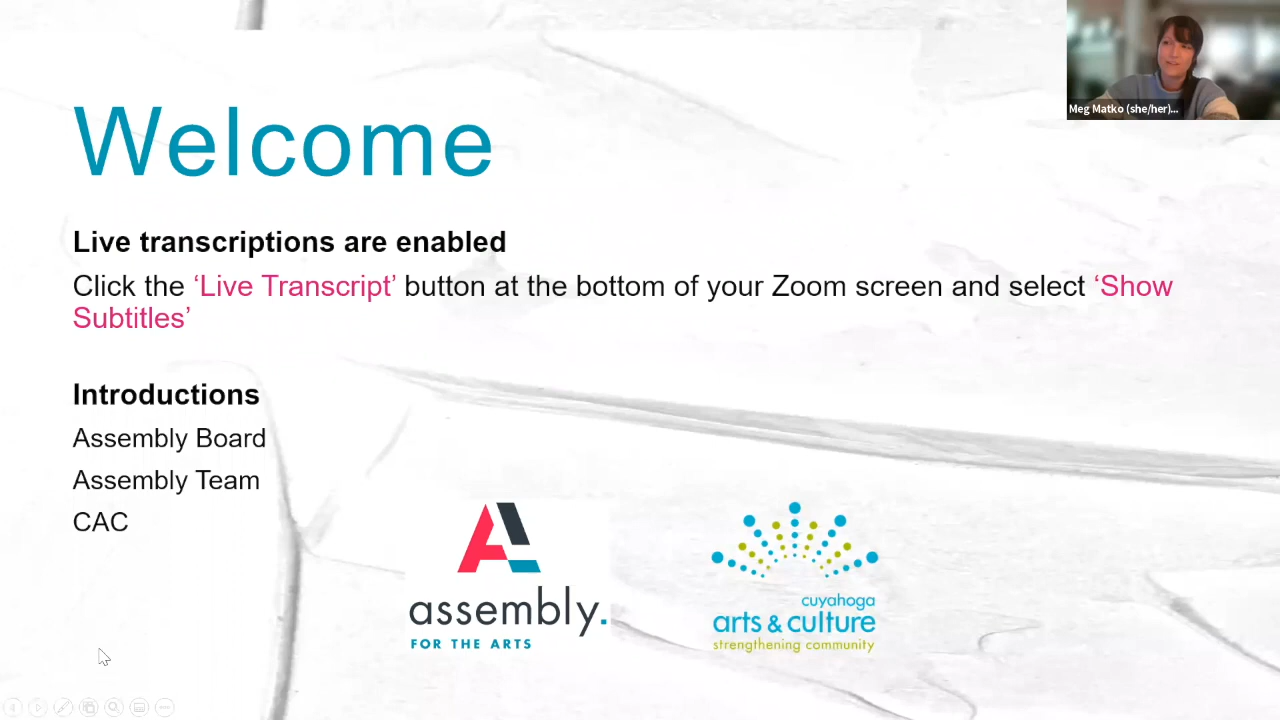 Welcome
Meg Matko (she/her)...
Live transcriptions are enabled
Click the ‘Live Transcript’ button at the bottom of your Zoom screen and select ‘Show
Subtitles’
Introductions
Assembly Board
Assembly Team
CAC
assembly.
FOR THE ARTS
cuyahoga
arts & culture
strengthening community